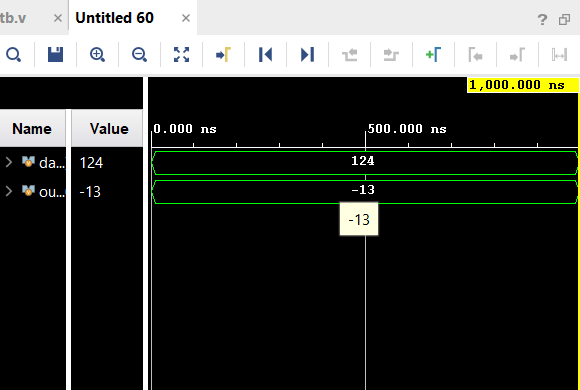 tb.v × Untitled 60 × ?
1,000.000 ns
Name Value 0.000 ns 500.000 ns
da... 124 124
ou... -13 -13
-13